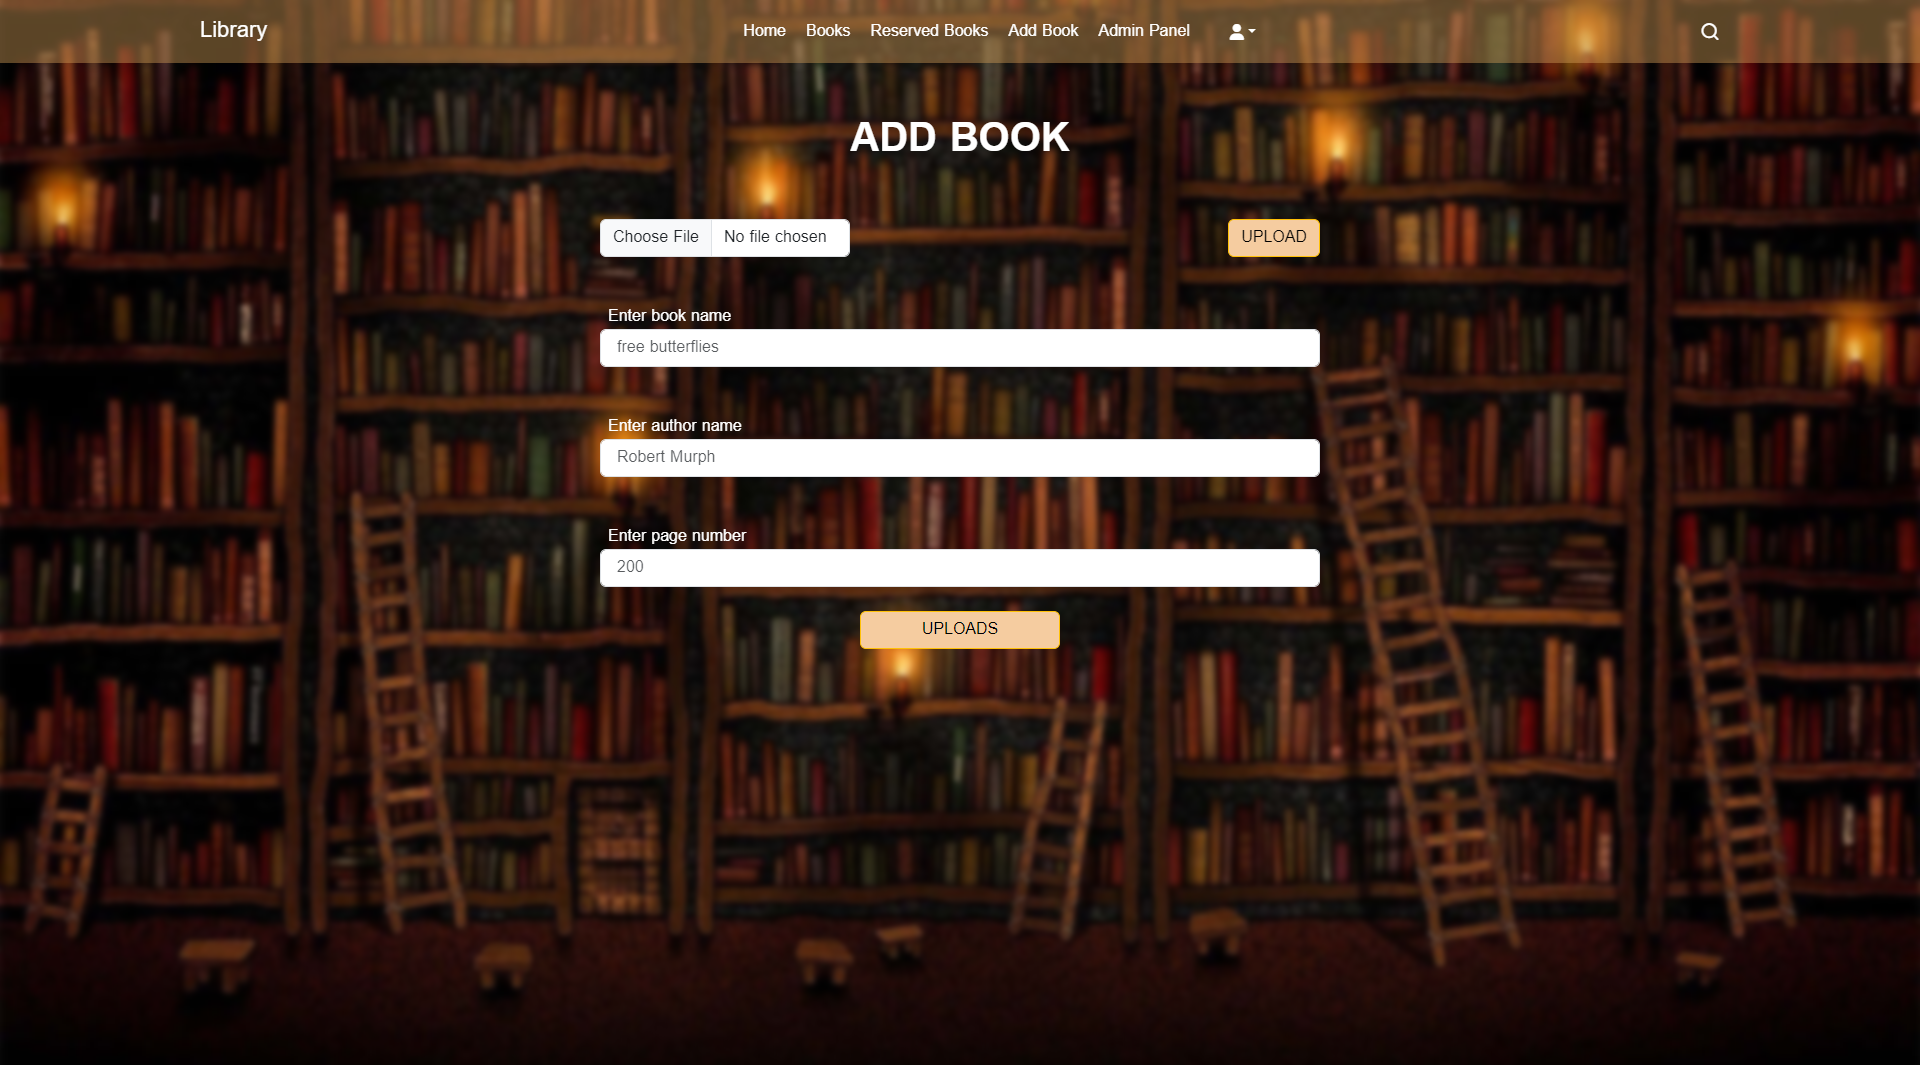 Library Home Books Reserved Books Add Book Admin Panel
ADD BOOK
Choose File No file chosen UPLOAD
Enter book name
free butterflies
Enter author name
Robert Murph
Enter page number
200
UPLOADS